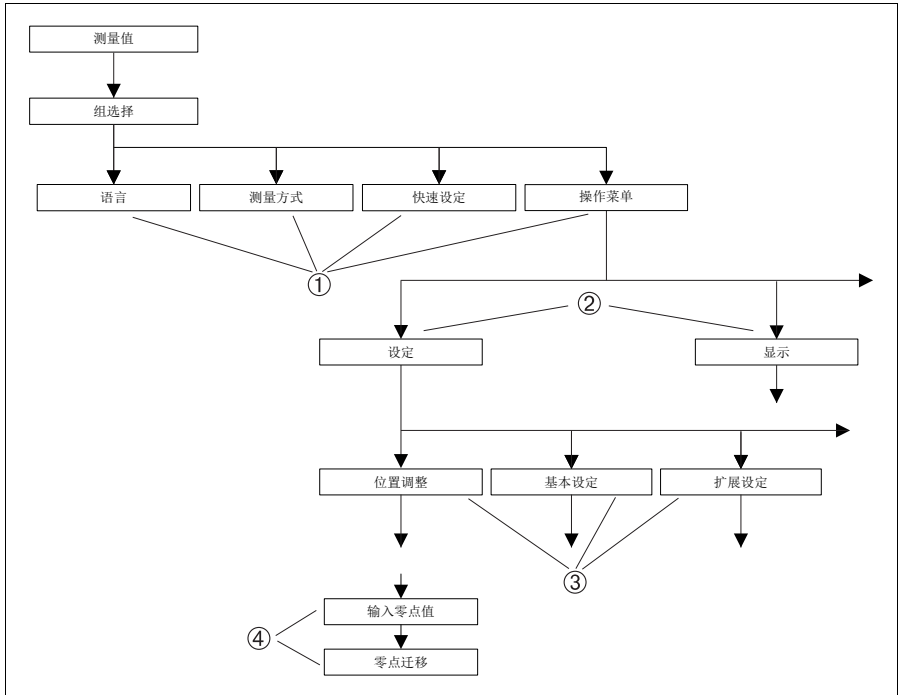 测量值
组选择
语言
测量方式
快速设定
操作菜单
①
②
设定
显示
位置调整
基本设定
扩展设定
③
输入零点值
④
零点迁移